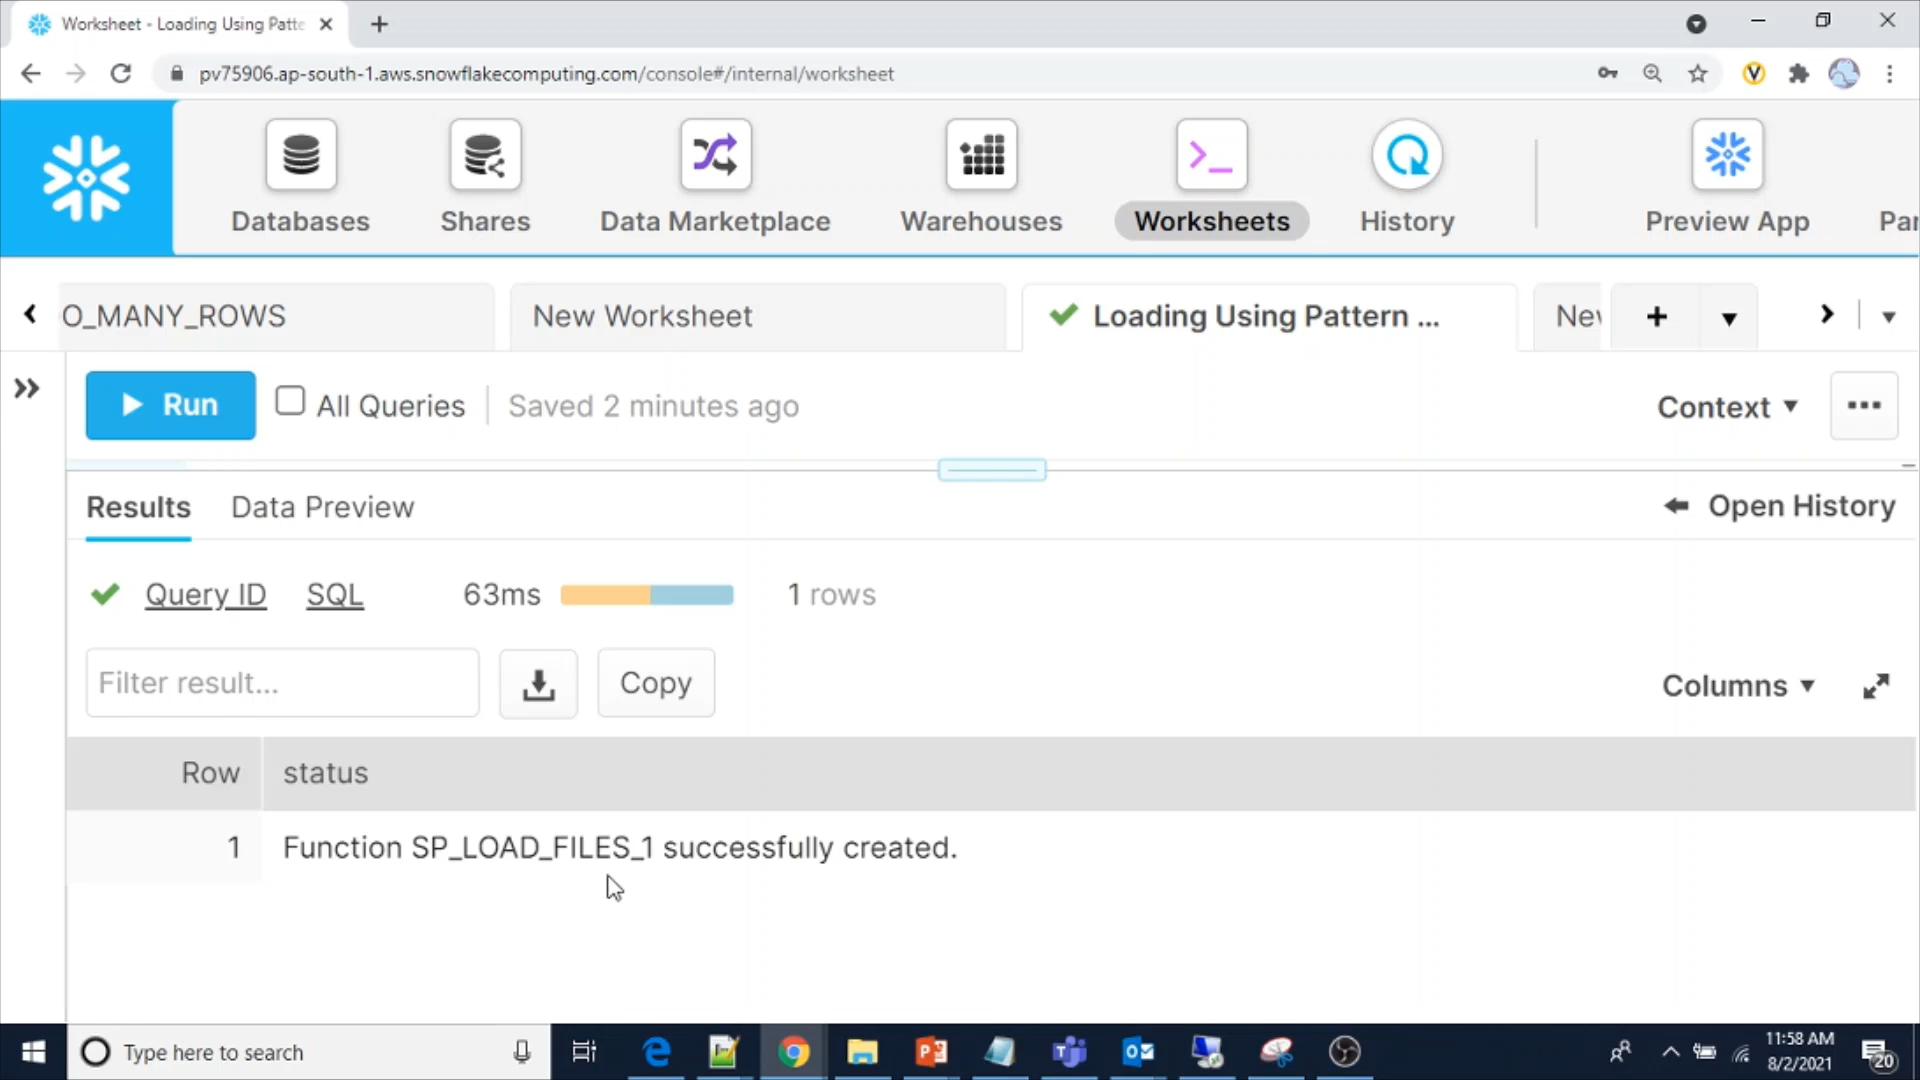 Worksheet - Loading Using Patte
pv75906.ap-south-1.aws.snowflakecomputing.com/console#/internal/worksheet
Databases
Shares
Data Marketplace
Warehouses
Worksheets
History
Preview App
Par
O_MANY_ROWS
New Worksheet
Loading Using Pattern ...
Nev
Run
All Queries
Saved 2 minutes ago
Context
Results
Data Preview
Open History
Query ID
SQL
63ms
1 rows
Filter result...
Copy
Columns
Row
status
1
Function SP_LOAD_FILES_1 successfully created.
Type here to search
11:58 AM
8/2/2021
20